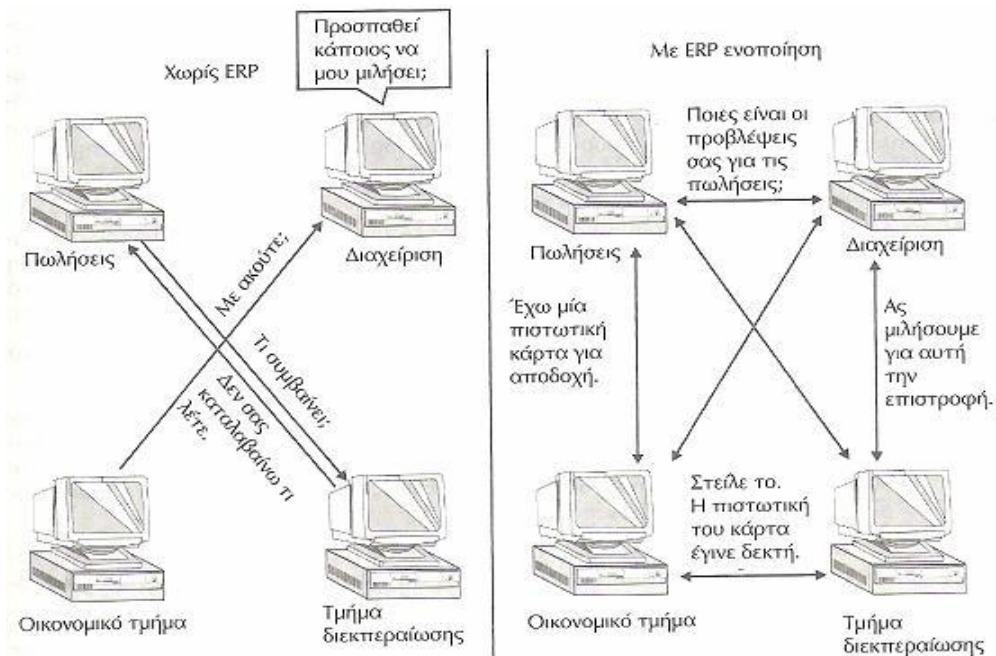 Χωρίς ERP
Προσπαθεί
κάποιος να
μου μιλήσει;
Πωλήσεις
Διαχείριση
Με ακούτε;
Τι συμβαίνει;
Δεν σας
καταλαβαίνω τι
λέτε.
Οικονομικό τμήμα
Τμήμα
διεκπεραίωσης
Με ERP ενοποίηση
Ποιες είναι οι
προβλέψεις
σας για τις
πωλήσεις;
Πωλήσεις
Διαχείριση
Έχω μία
πιστωτική
κάρτα για
αποδοχή.
Ας
μιλήσουμε
για αυτή
την
επιστροφή.
Στείλε το.
Η πιστωτική
του κάρτα
έγινε δεκτή.
Οικονομικό τμήμα
Τμήμα
διεκπεραίωσης